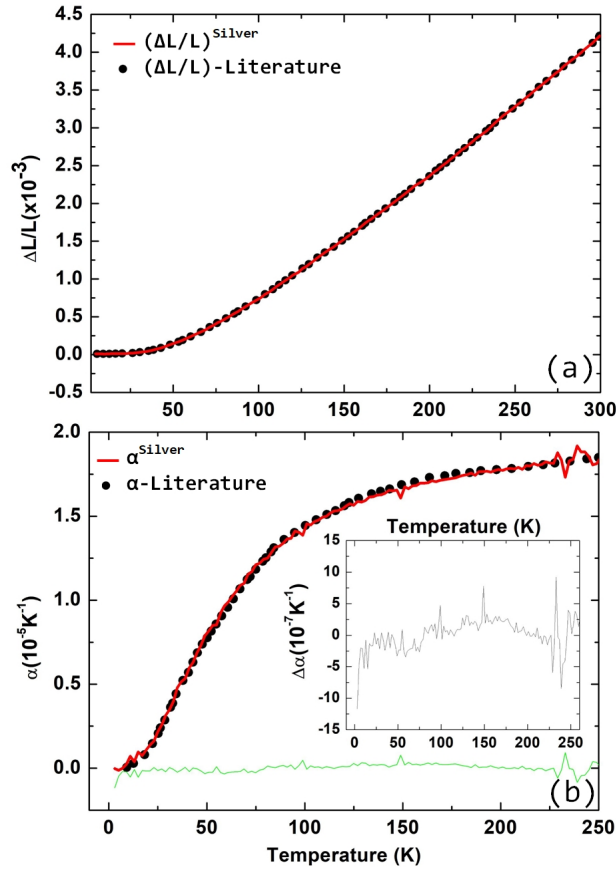 4.5
4.0
3.5
3.0
2.5
2.0
1.5
1.0
0.5
0.0
-0.5
ΔL/L(x10⁻³)
(ΔL/L)^Silver
(ΔL/L)-Literature
(a)
50 100 150 200 250 300
2.0
1.5
1.0
0.5
0.0
α(10⁻⁵K⁻¹)
α^Silver
α-Literature
Temperature (K)
15
10
5
0
-5
-10
-15
Δα(10⁻⁷K⁻¹)
0 50 100 150 200 250
(b)
0 50 100 150 200 250
Temperature (K)